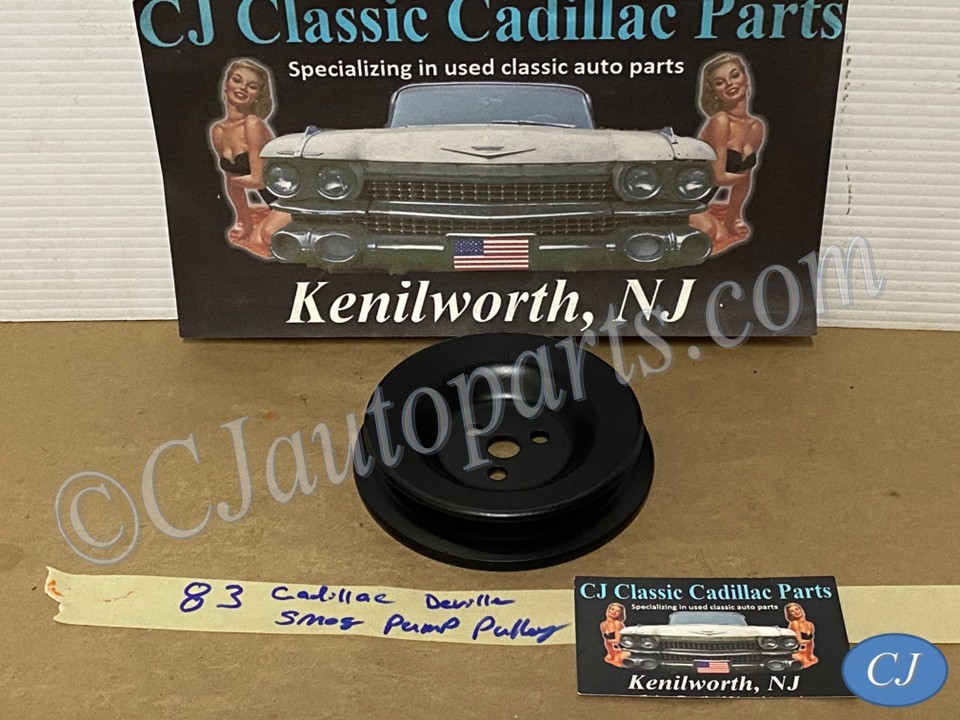 CJ Classic Cadillac Parts
Specializing in used classic auto parts
Kenilworth, NJ
©CJautoparts.com
83 Cadillac Deville
Smog Pump Pulley
CJ Classic Cadillac Parts
Specializing in used classic auto parts
Kenilworth, NJ
CJ